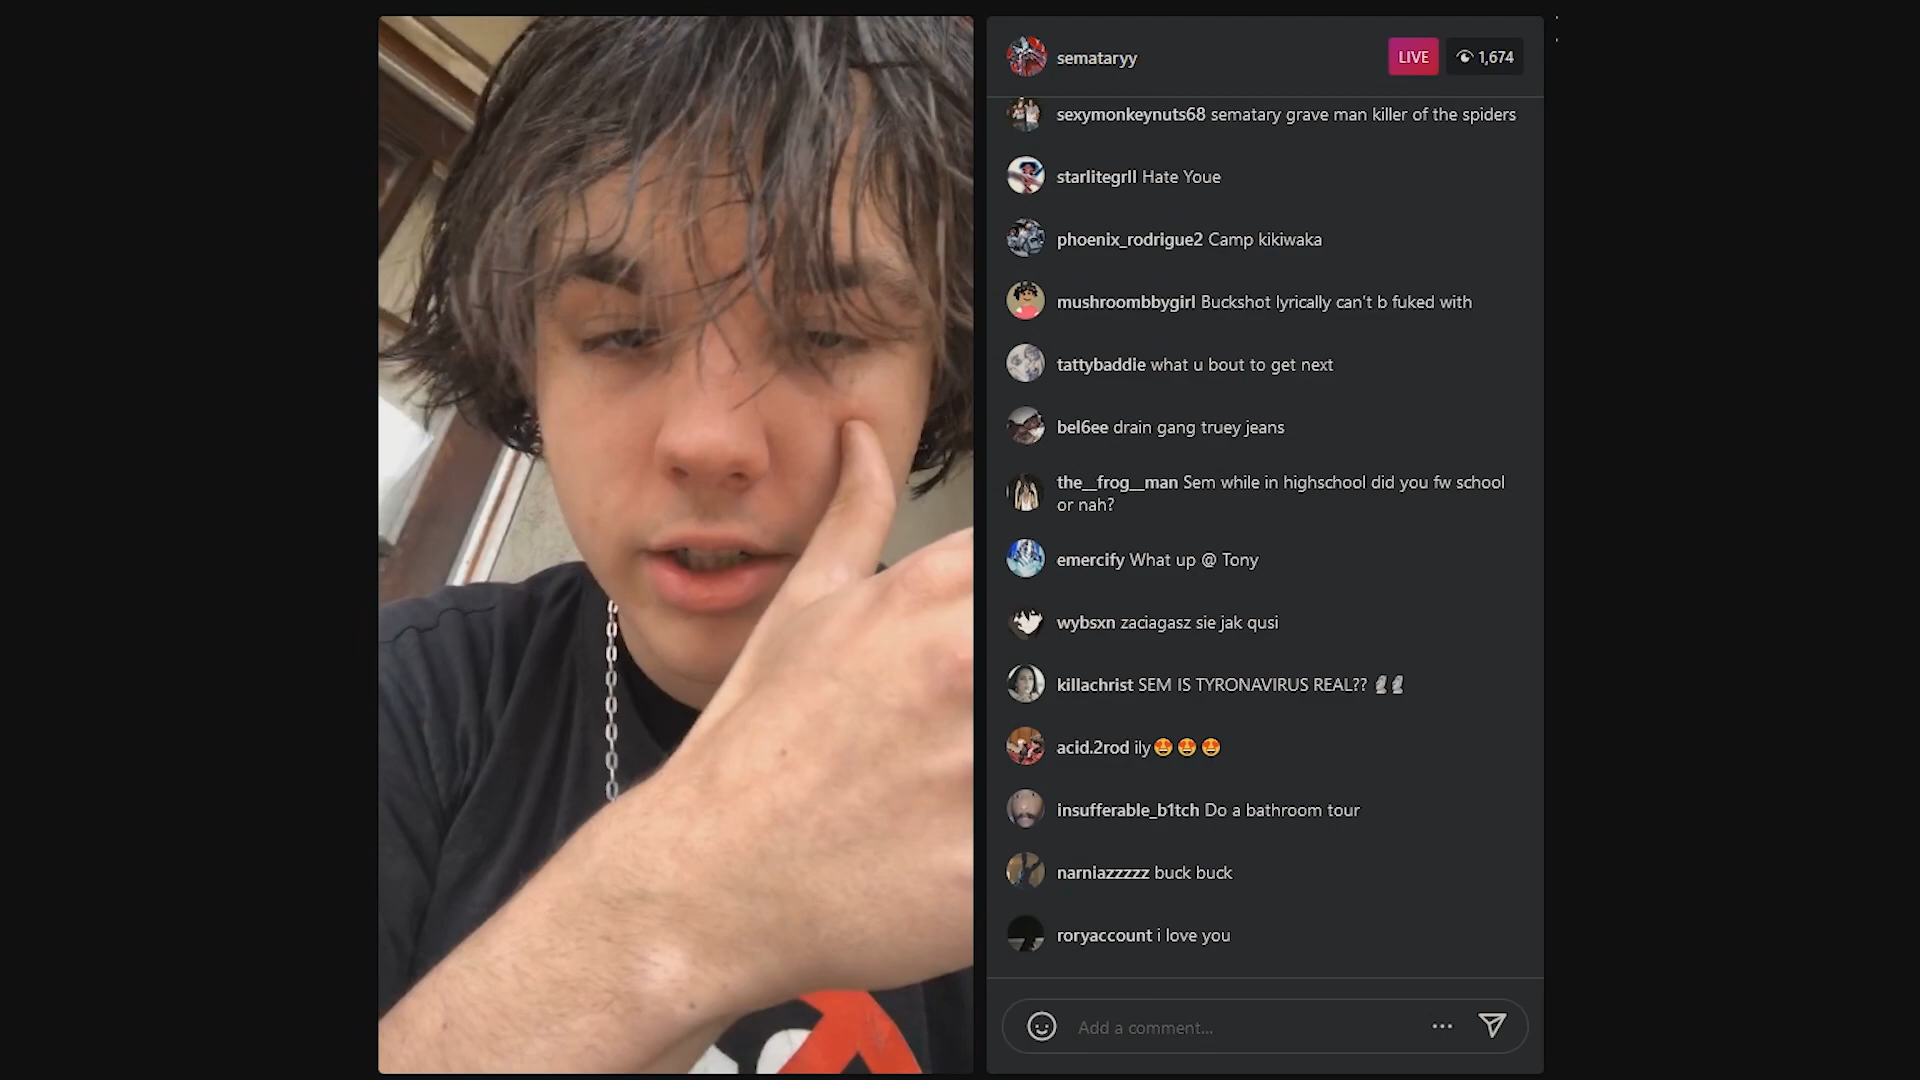 semataryy
LIVE
1,674
sexymonkeynuts68 sematary grave man killer of the spiders
starlitegrll Hate Youe
phoenix_rodrigue2 Camp kikiwaka
mushroombbygirl Buckshot lyrically can't b fuked with
tattybaddie what u bout to get next
bel6ee drain gang truey jeans
the__frog__man Sem while in highschool did you fw school
or nah?
emercify What up @ Tony
wybsxn zaciagasz sie jak qusi
killachrist SEM IS TYRONAVIRUS REAL?? 🗿🗿
acid.2rod ily🤩🤩🤩
insufferable_b1tch Do a bathroom tour
narniazzzzz buck buck
roryaccount i love you
Add a comment...